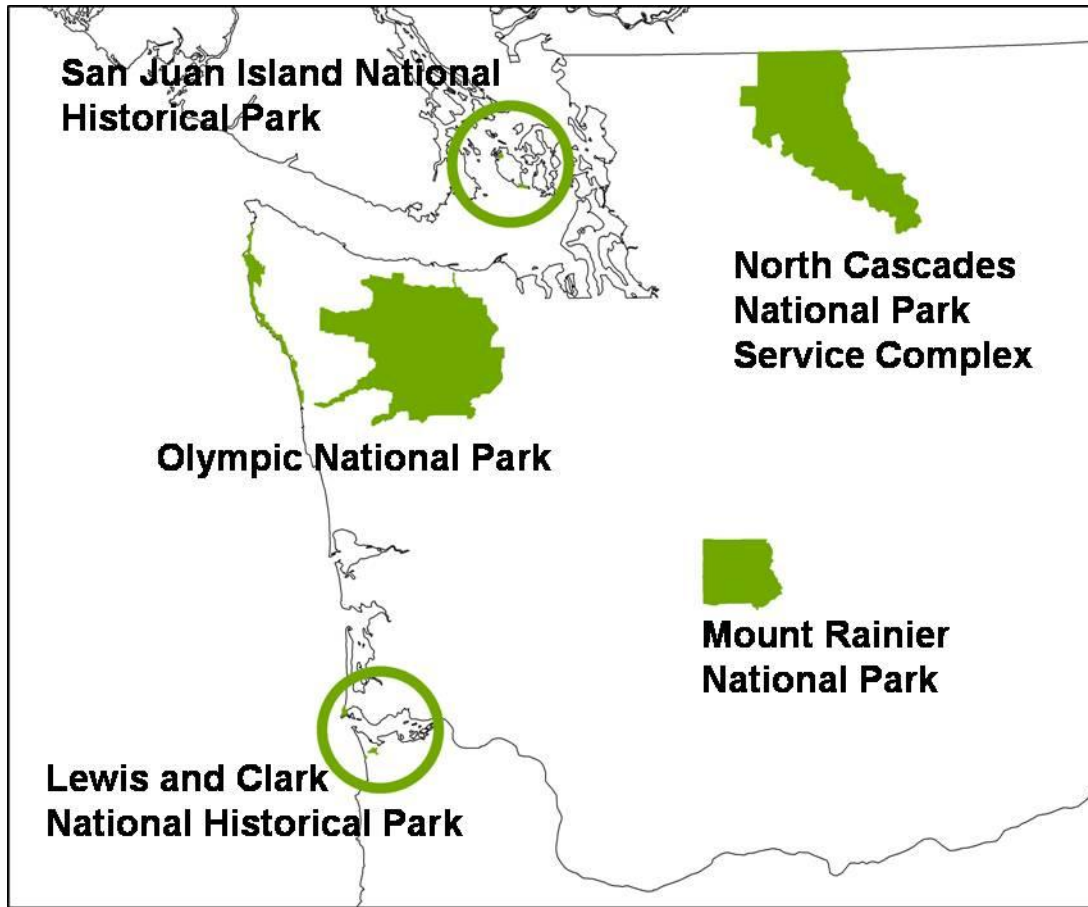 San Juan Island National
Historical Park
North Cascades
National Park
Service Complex
Olympic National Park
Mount Rainier
National Park
Lewis and Clark
National Historical Park